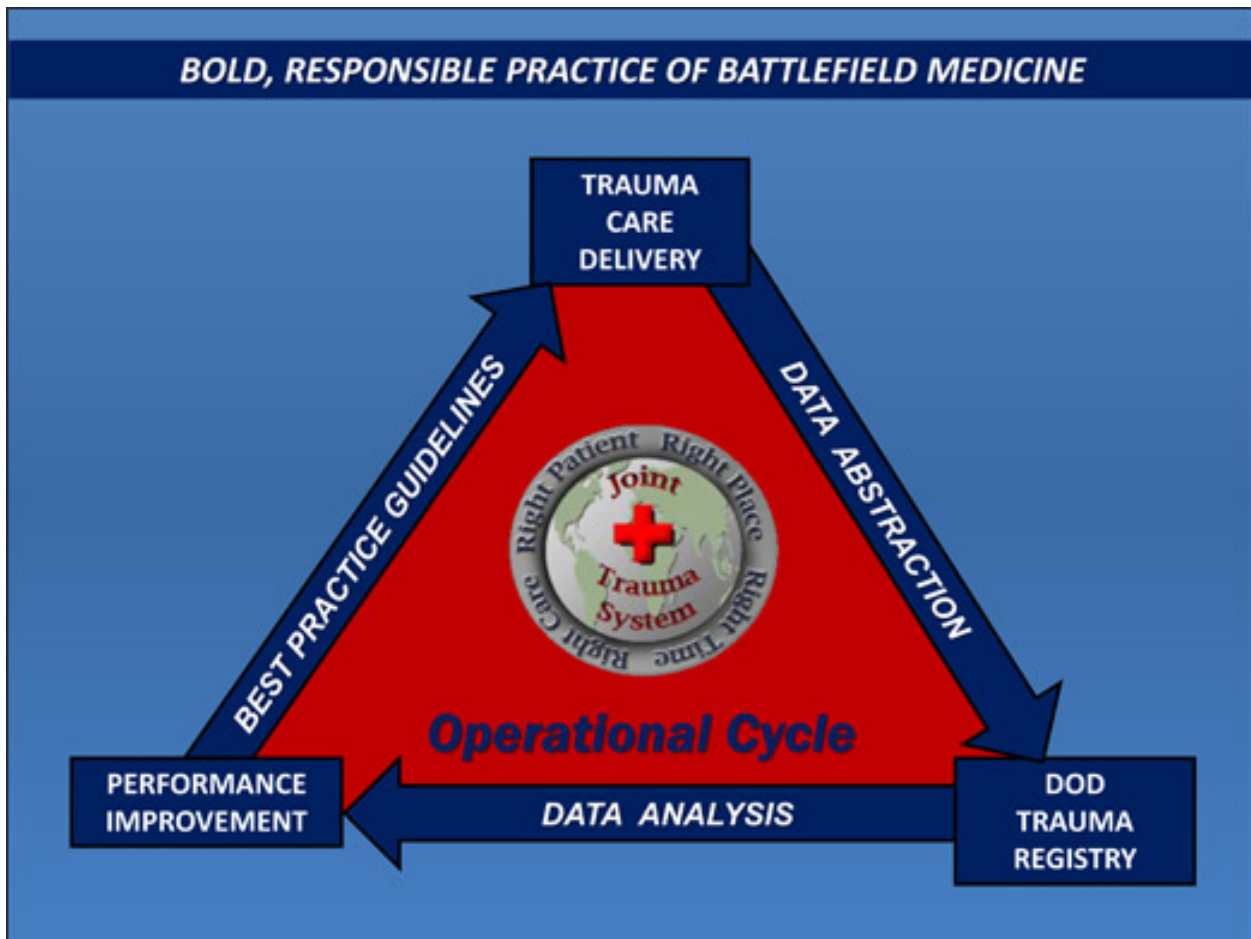 BOLD, RESPONSIBLE PRACTICE OF BATTLEFIELD MEDICINE
TRAUMA
CARE
DELIVERY
BEST PRACTICE GUIDELINES
DATA ABSTRACTION
Right Patient Right Place Right Time Right Care
Joint
Trauma
System
Operational Cycle
PERFORMANCE
IMPROVEMENT
DATA ANALYSIS
DOD
TRAUMA
REGISTRY